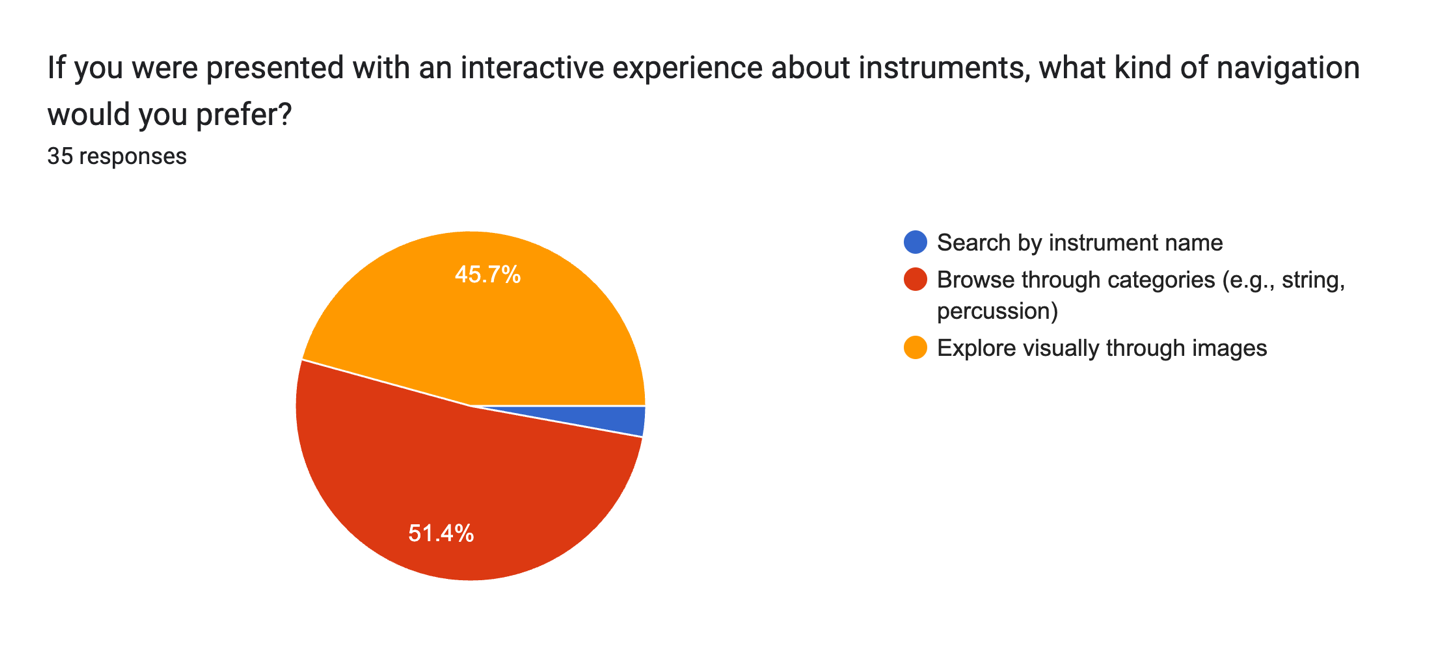 If you were presented with an interactive experience about instruments, what kind of navigation
would you prefer?
35 responses
45.7%
51.4%
Search by instrument name
Browse through categories (e.g., string,
percussion)
Explore visually through images